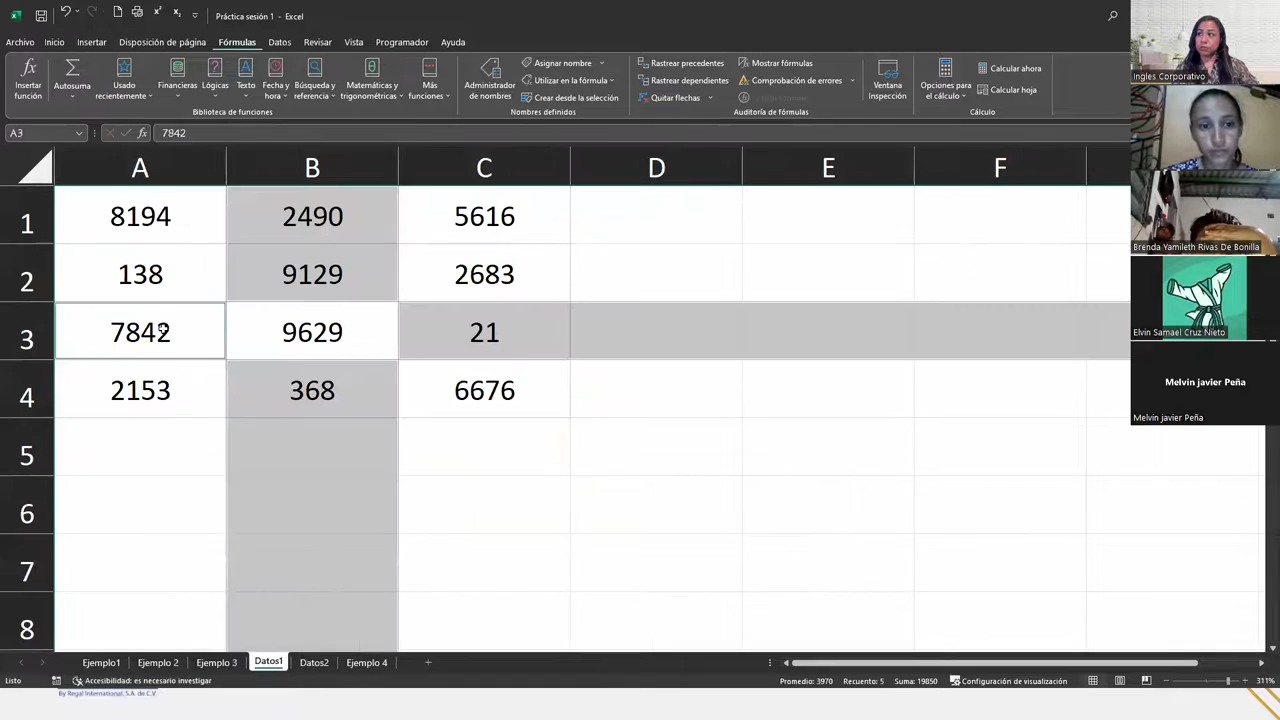 Práctica sesión 1 - Excel
Archivo Inicio Insertar Disposición de página Fórmulas Datos Revisar Vista Programador Ayuda
Insertar función
Autosuma
Usado recientemente
Financieras
Lógicas
Texto
Fecha y hora
Búsqueda y referencia
Matemáticas y trigonométricas
Más funciones
Biblioteca de funciones
de nombres
Asignar nombre
Utilizar en la fórmula
Crear desde la selección
Nombres definidos
Rastrear precedentes
Rastrear dependientes
Quitar flechas
Mostrar fórmulas
Comprobación de errores
Auditoría de fórmulas
Ventana Inspección
Opciones para el cálculo
Calcular ahora
Calcular hoja
Cálculo
A3 fx 7842
A B C D E F
1 8194 2490 5616
2 138 9129 2683
3 7842 9629 21
4 2153 368 6676
5
6
7
8
Ejemplo1 Ejemplo 2 Ejemplo 3 Datos1 Datos2 Ejemplo 4
Listo Accesibilidad: es necesario investigar Promedio: 3970 Recuento: 5 Suma: 19850 Configuración de visualización 311%
By Regal International, S.A. de C.V.
Ingles Corporativo
Brenda Yamileth Rivas De Bonilla
Elvin Samael Cruz Nieto
Melvin javier Peña
Melvin javier Peña